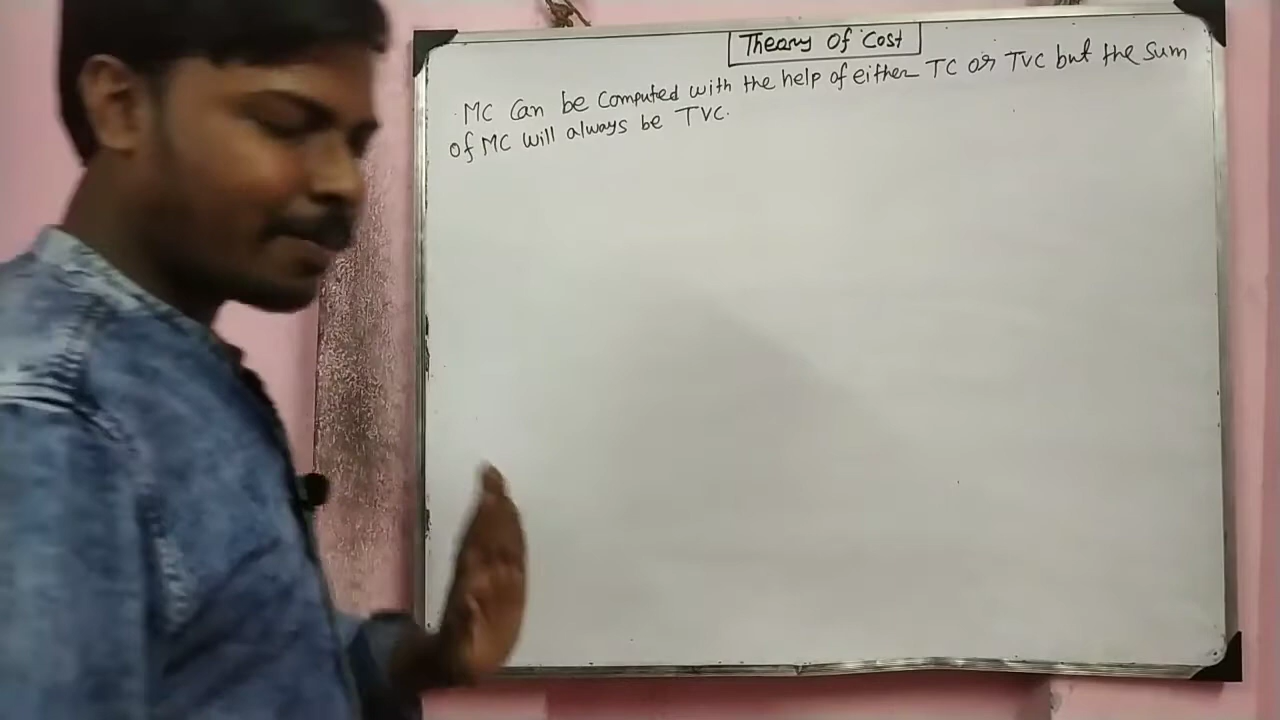 Theory Of Cost
MC Can be Computed with the help of either TC or TVC but the Sum
of MC will always be TVC.